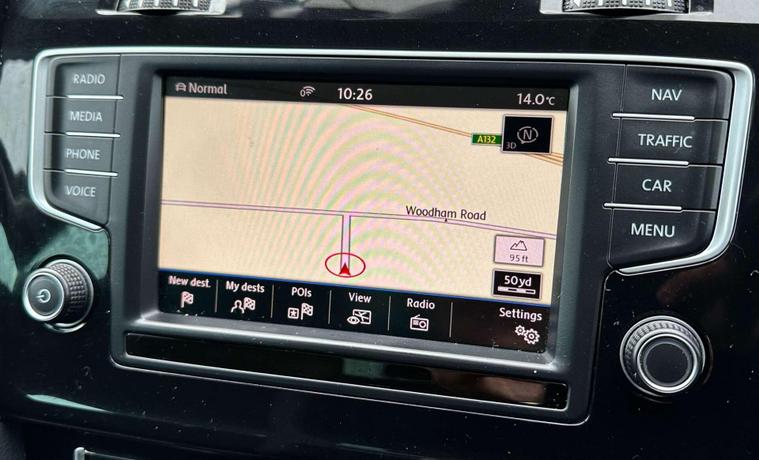 RADIO
MEDIA
PHONE
VOICE
Normal
0
10:26
14.0°C
A132
N
3D
Woodham Road
95 ft
50yd
New dest.
My dests
POIs
View
Radio
Settings
NAV
TRAFFIC
CAR
MENU